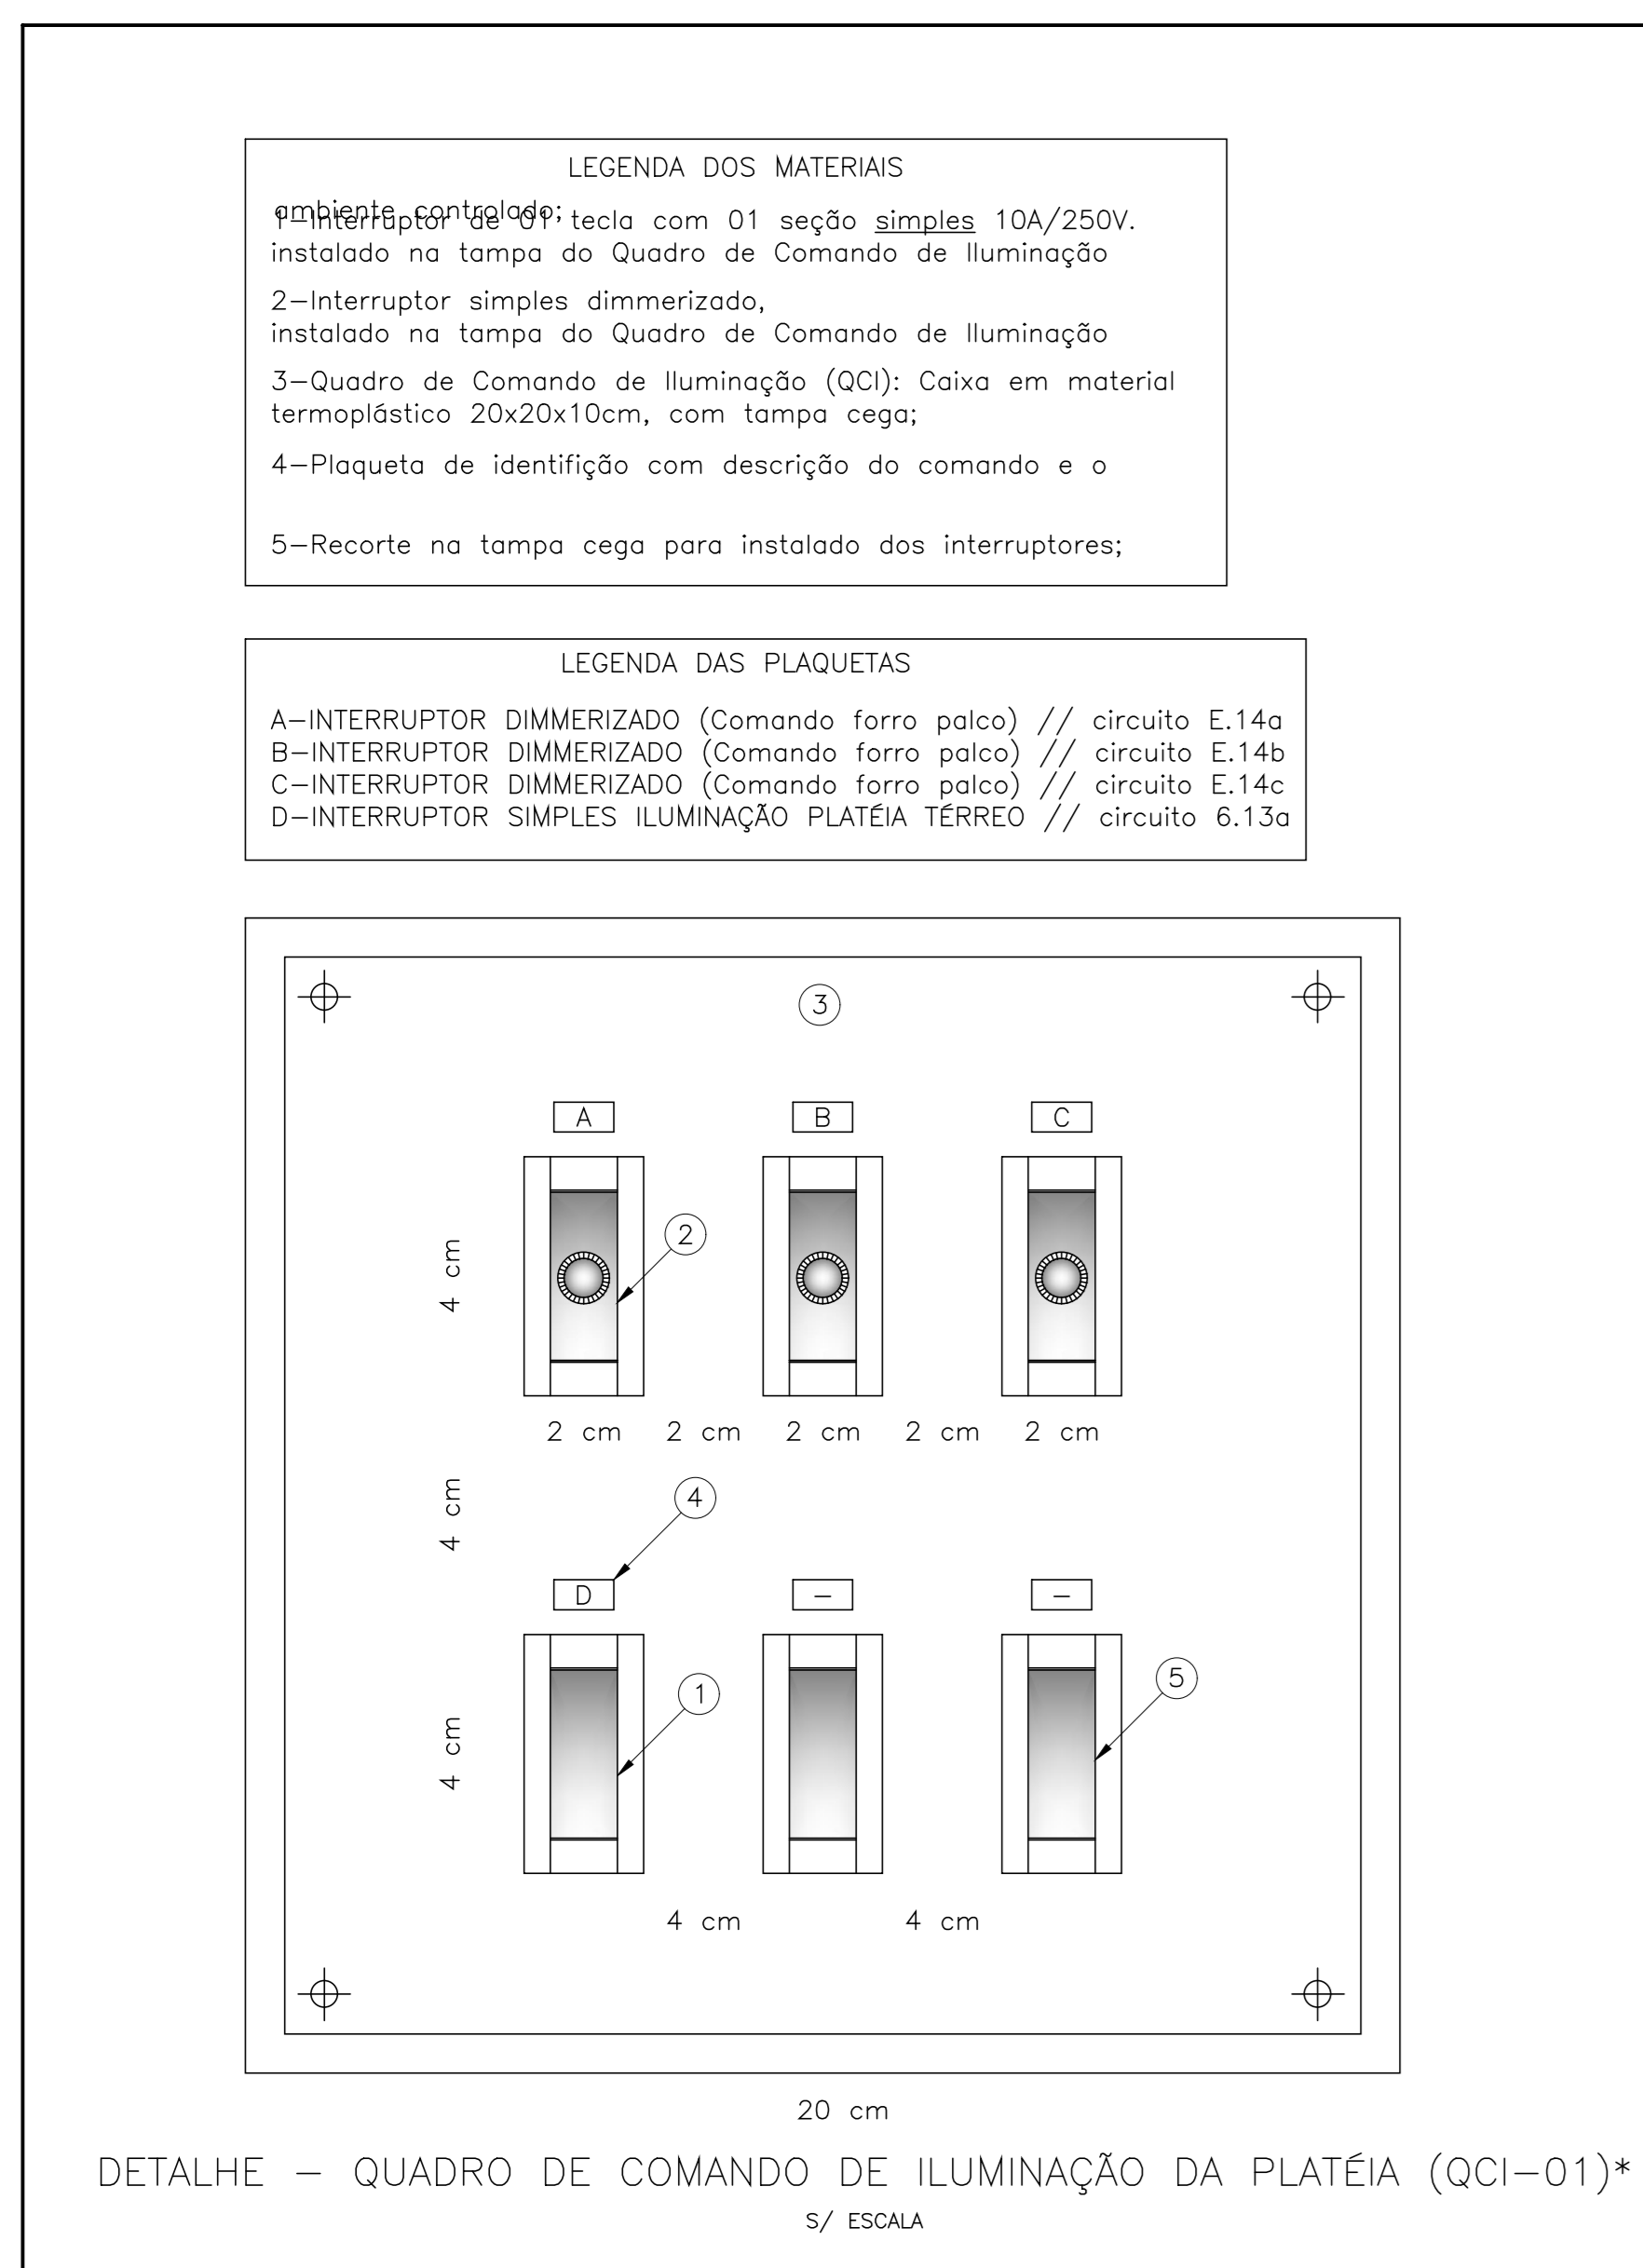 LEGENDA DOS MATERIAIS
ambiente controlado;
1-Interruptor de 01 tecla com 01 seção simples 10A/250V.
instalado na tampa do Quadro de Comando de Iluminação
2-Interruptor simples dimmerizado,
instalado na tampa do Quadro de Comando de Iluminação
3-Quadro de Comando de Iluminação (QCI): Caixa em material
termoplástico 20x20x10cm, com tampa cega;
4-Plaqueta de identifição com descrição do comando e o
5-Recorte na tampa cega para instalado dos interruptores;
LEGENDA DAS PLAQUETAS
A-INTERRUPTOR DIMMERIZADO (Comando forro palco) // circuito E.14a
B-INTERRUPTOR DIMMERIZADO (Comando forro palco) // circuito E.14b
C-INTERRUPTOR DIMMERIZADO (Comando forro palco) // circuito E.14c
D-INTERRUPTOR SIMPLES ILUMINAÇÃO PLATÉIA TÉRREO // circuito 6.13a
3
A B C
2
4 cm
2 cm 2 cm 2 cm 2 cm 2 cm
4 cm
4
D - -
1
5
4 cm
4 cm 4 cm
20 cm
DETALHE - QUADRO DE COMANDO DE ILUMINAÇÃO DA PLATÉIA (QCI-01)*
S/ ESCALA